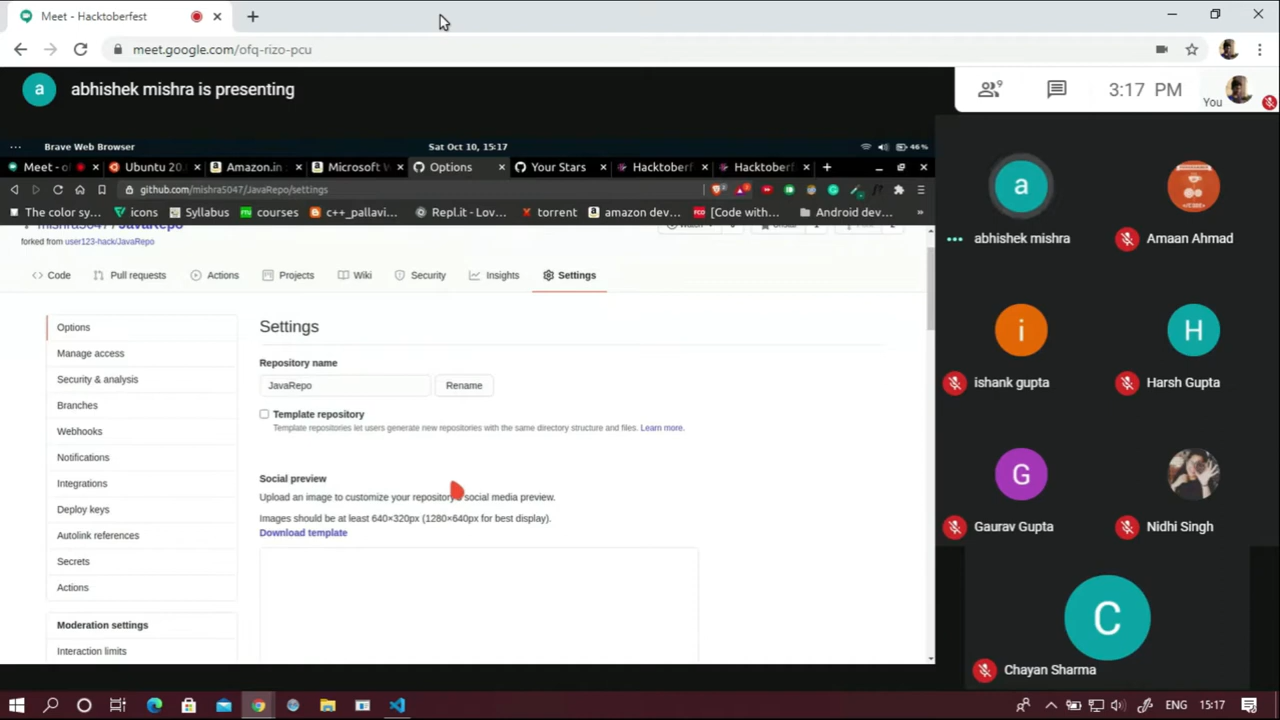 Meet - Hacktoberfest
meet.google.com/ofq-rizo-pcu
a abhishek mishra is presenting
9 3:17 PM You
Brave Web Browser Sat Oct 10, 15:17 46%
Meet - o Ubuntu 20. Amazon.in : Microsoft W Options Your Stars Hacktoberf Hacktoberf
github.com/mishra5047/JavaRepo/settings
The color sy... icons Syllabus courses c++_pallavi... Repl.it - Lov... torrent amazon dev... [Code with... Android dev... »
mishra5047 / JavaRepo
forked from user123-hack/JavaRepo
Code Pull requests Actions Projects Wiki Security Insights Settings
Options
Manage access
Security & analysis
Branches
Webhooks
Notifications
Integrations
Deploy keys
Autolink references
Secrets
Actions
Moderation settings
Interaction limits
Settings
Repository name
JavaRepo Rename
Template repository
Template repositories let users generate new repositories with the same directory structure and files. Learn more.
Social preview
Upload an image to customize your repository's social media preview.
Images should be at least 640×320px (1280×640px for best display).
Download template
a
abhishek mishra
Amaan Ahmad
i
ishank gupta
H
Harsh Gupta
G
Gaurav Gupta
Nidhi Singh
C
Chayan Sharma
ENG 15:17